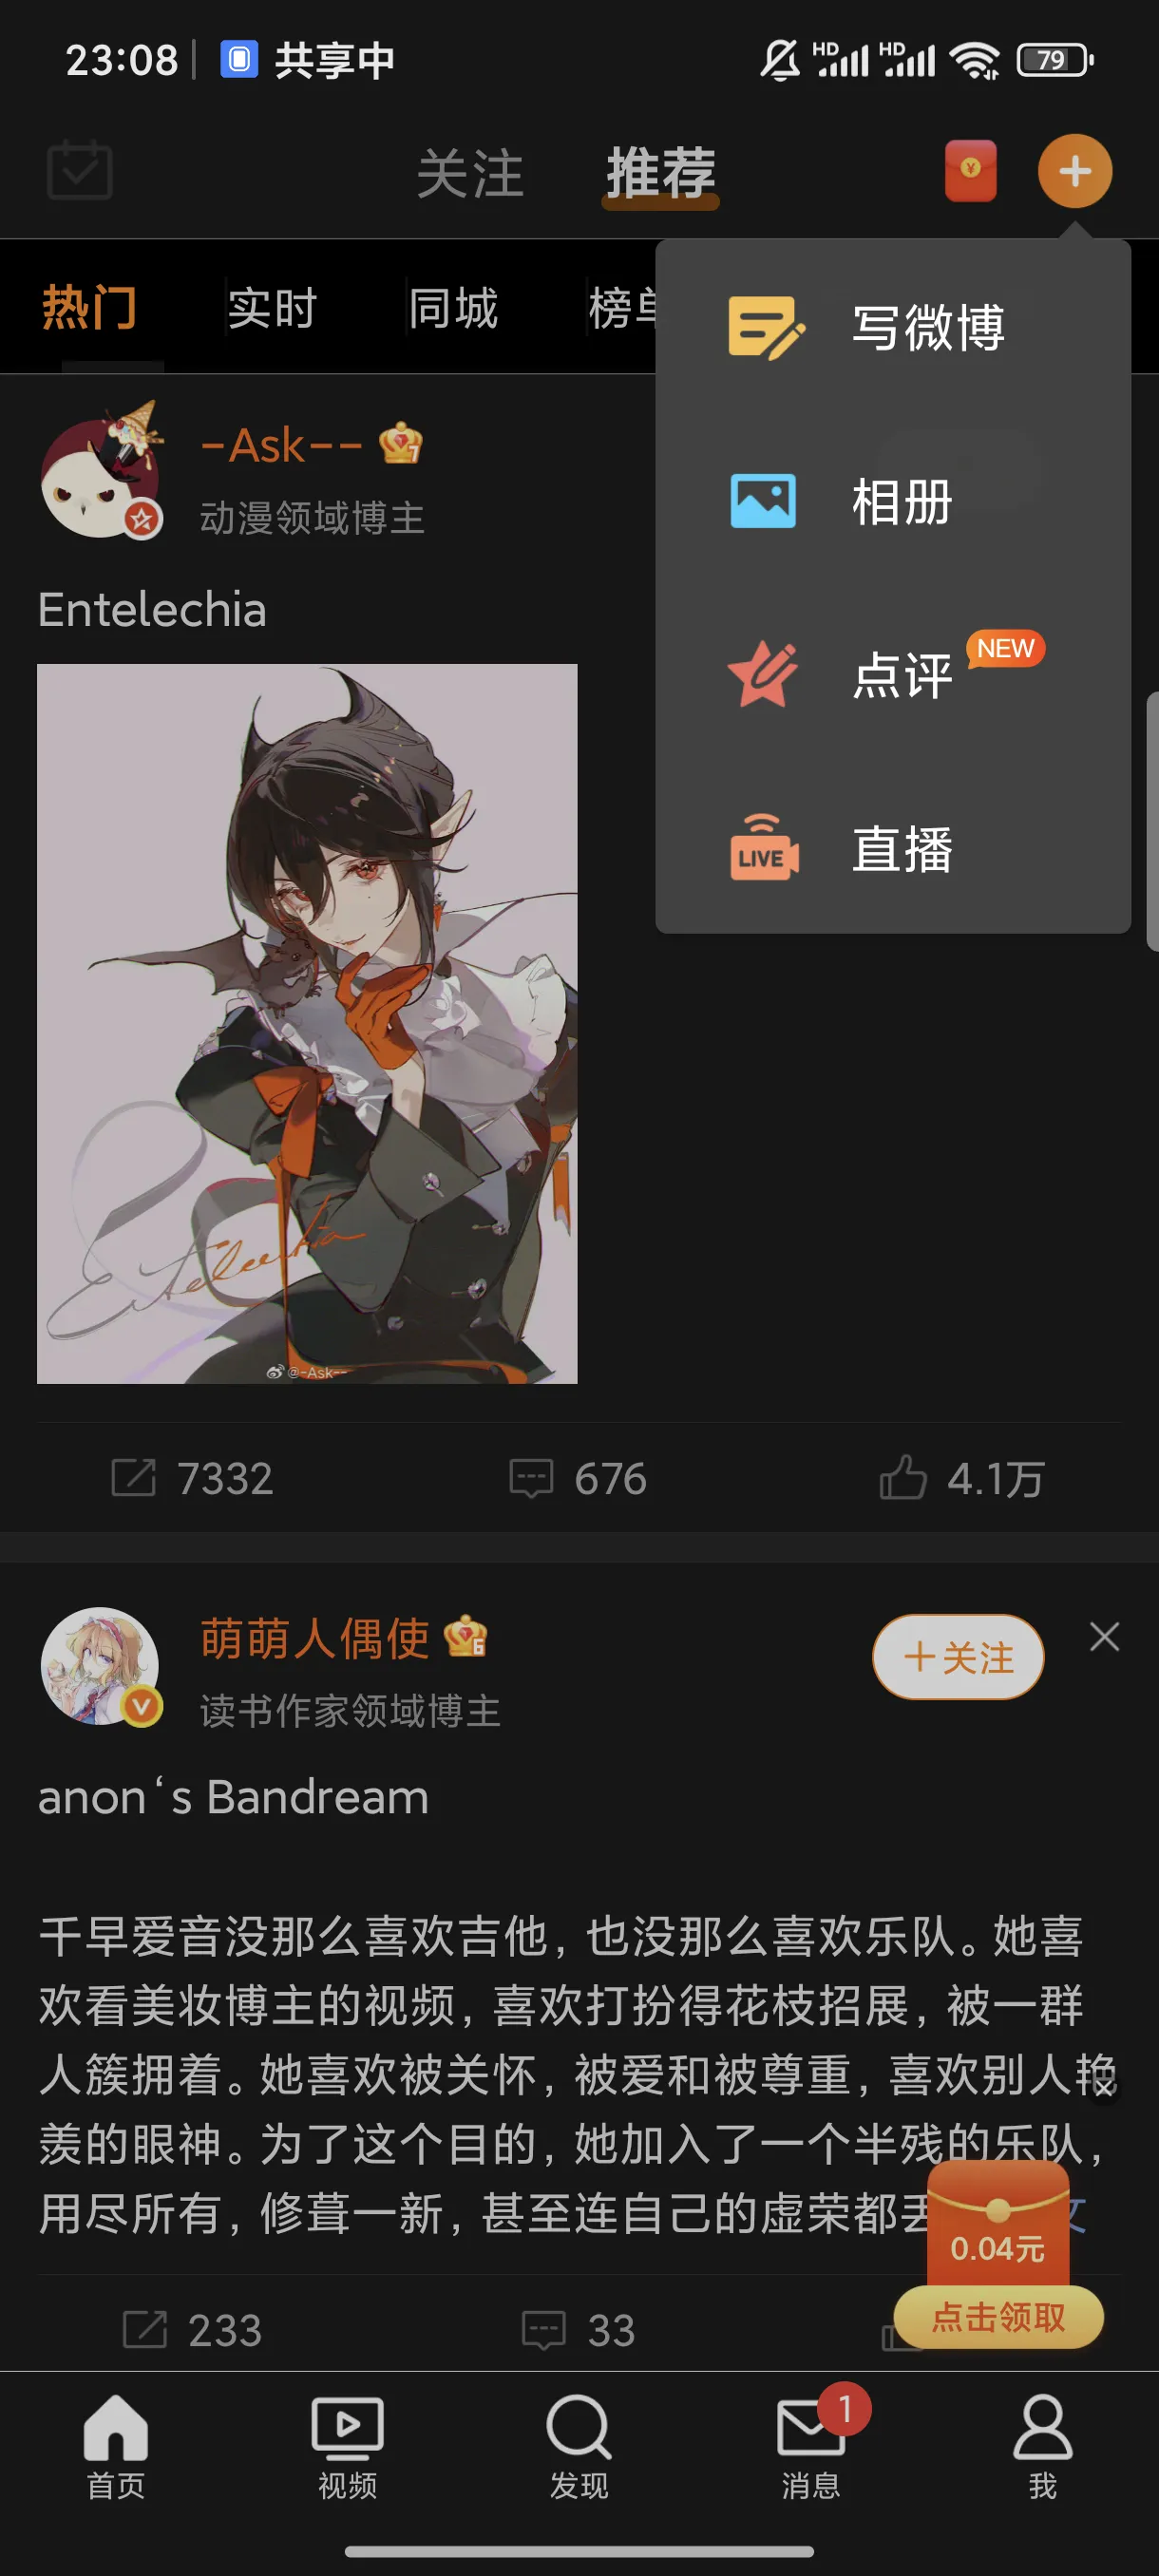 23:08
共享中
HD HD
79
关注 推荐
热门 实时 同城
写微博
相册
点评 NEW
LIVE 直播
-Ask--
7
动漫领域博主
Entelechia
Entelechia
@-Ask--
7332 676 4.1万
萌萌人偶使
6
+关注
读书作家领域博主
anon‘s Bandream
千早爱音没那么喜欢吉他，也没那么喜欢乐队。她喜
欢看美妆博主的视频，喜欢打扮得花枝招展，被一群
人簇拥着。她喜欢被关怀，被爱和被尊重，喜欢别人艳
羡的眼神。为了这个目的，她加入了一个半残的乐队，
用尽所有，修葺一新，甚至连自己的虚荣都丢
0.04元
点击领取
233 33
1
首页 视频 发现 消息 我